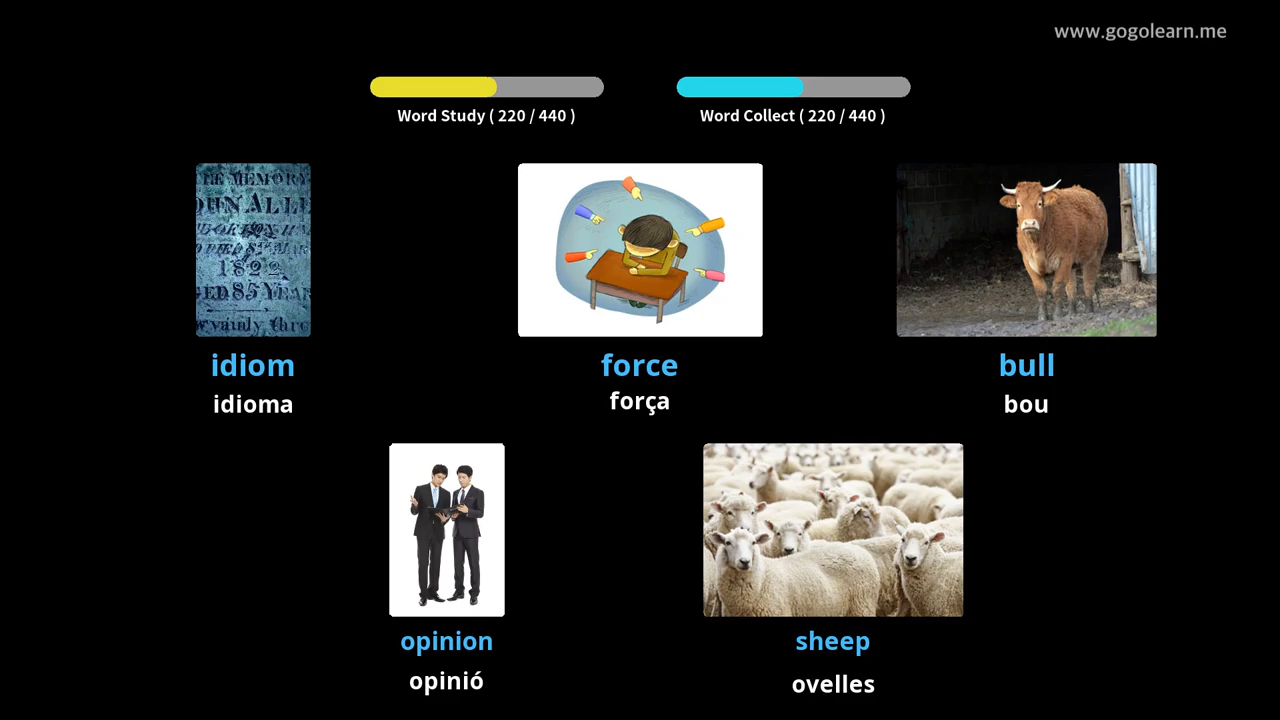 www.gogolearn.me
Word Study ( 220 / 440 )
Word Collect ( 220 / 440 )
1822
idiom
force
bull
idioma
força
bou
opinion
sheep
opinió
ovelles